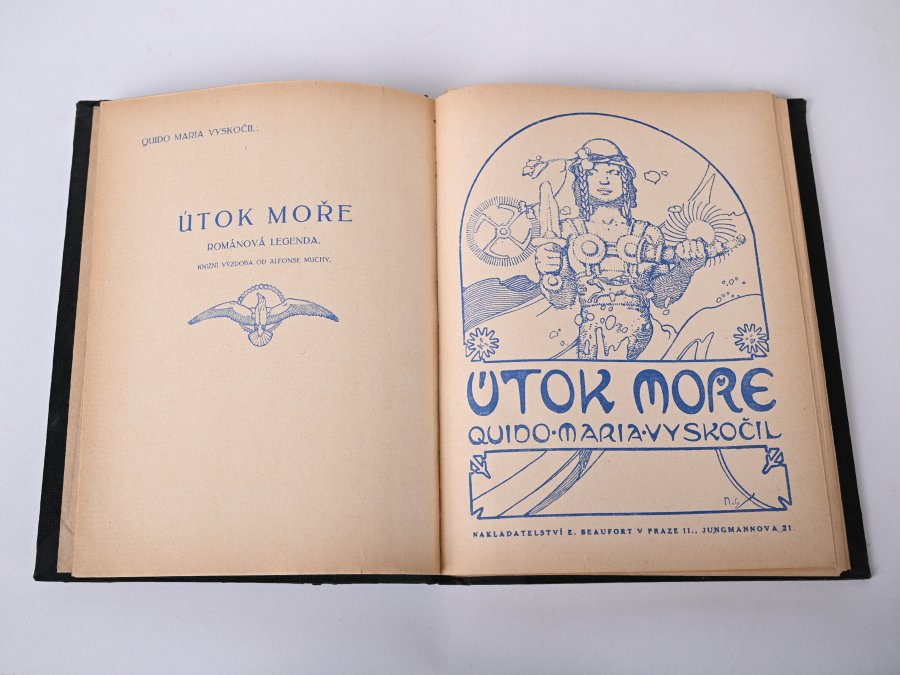 QUIDO MARIA VYSKOČIL:
ÚTOK MOŘE
ROMÁNOVÁ LEGENDA.
KNIŽNÍ VÝZDOBA OD ALFONSE MUCHY.
ÚTOK MOŘE
QUIDO·MARIA·VYSKOČIL
NAKLADATELSTVÍ E. BEAUFORT V PRAZE II., JUNGMANNOVA 21.